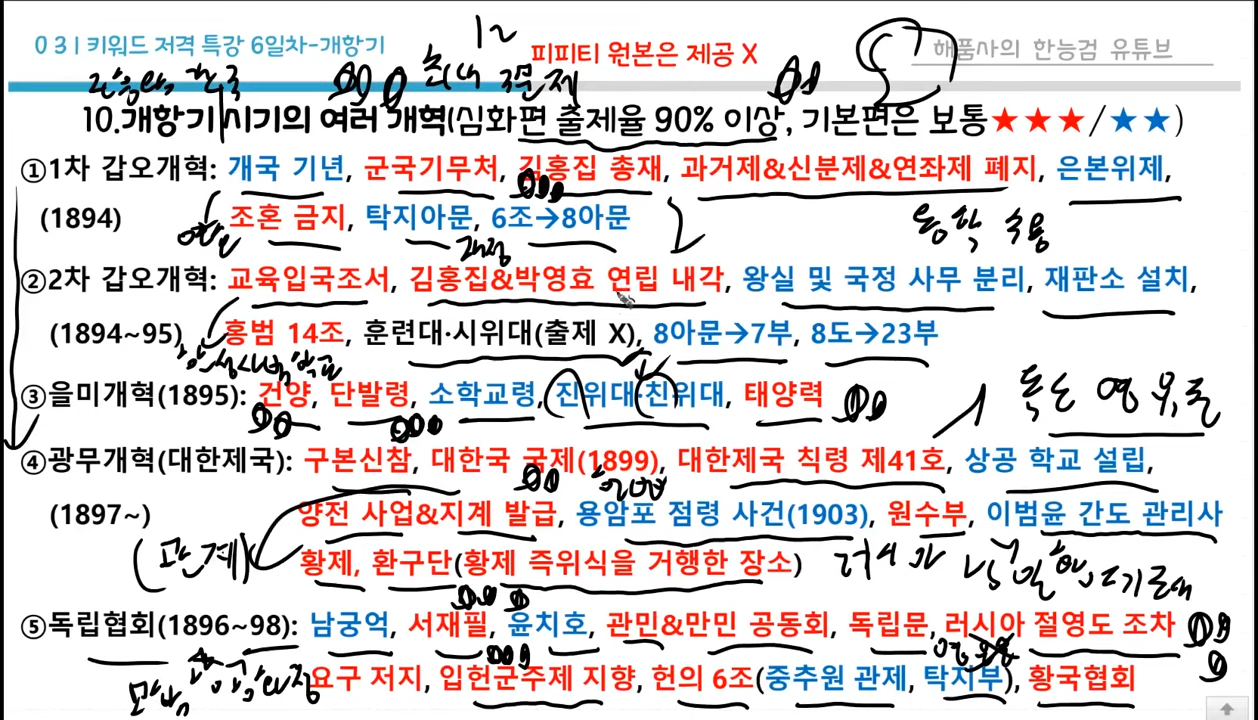 03 | 키워드 저격 특강 6일차-개항기
피피티 원본은 제공 X
해품사의 한능검 유튜브
10.개항기 시기의 여러 개혁(심화편 출제율 90% 이상, 기본편은 보통★★★/★★)
①1차 갑오개혁: 개국 기년, 군국기무처, 김홍집 총재, 과거제&신분제&연좌제 폐지, 은본위제,
(1894) 조혼 금지, 탁지아문, 6조→8아문
재정
②2차 갑오개혁: 교육입국조서, 김홍집&박영효 연립 내각, 왕실 및 국정 사무 분리, 재판소 설치,
(1894~95) 홍범 14조, 훈련대·시위대(출제 X), 8아문→7부, 8도→23부
③을미개혁(1895): 건양, 단발령, 소학교령, 진위대·친위대, 태양력
④광무개혁(대한제국): 구본신참, 대한국 국제(1899), 대한제국 칙령 제41호, 상공 학교 설립,
(1897~) 양전 사업&지계 발급, 용암포 점령 사건(1903), 원수부, 이범윤 간도 관리사
(관계)
황제, 환구단(황제 즉위식을 거행한 장소)
⑤독립협회(1896~98): 남궁억, 서재필, 윤치호, 관민&만민 공동회, 독립문, 러시아 절영도 조차
요구 저지, 입헌군주제 지향, 헌의 6조(중추원 관제, 탁지부), 황국협회